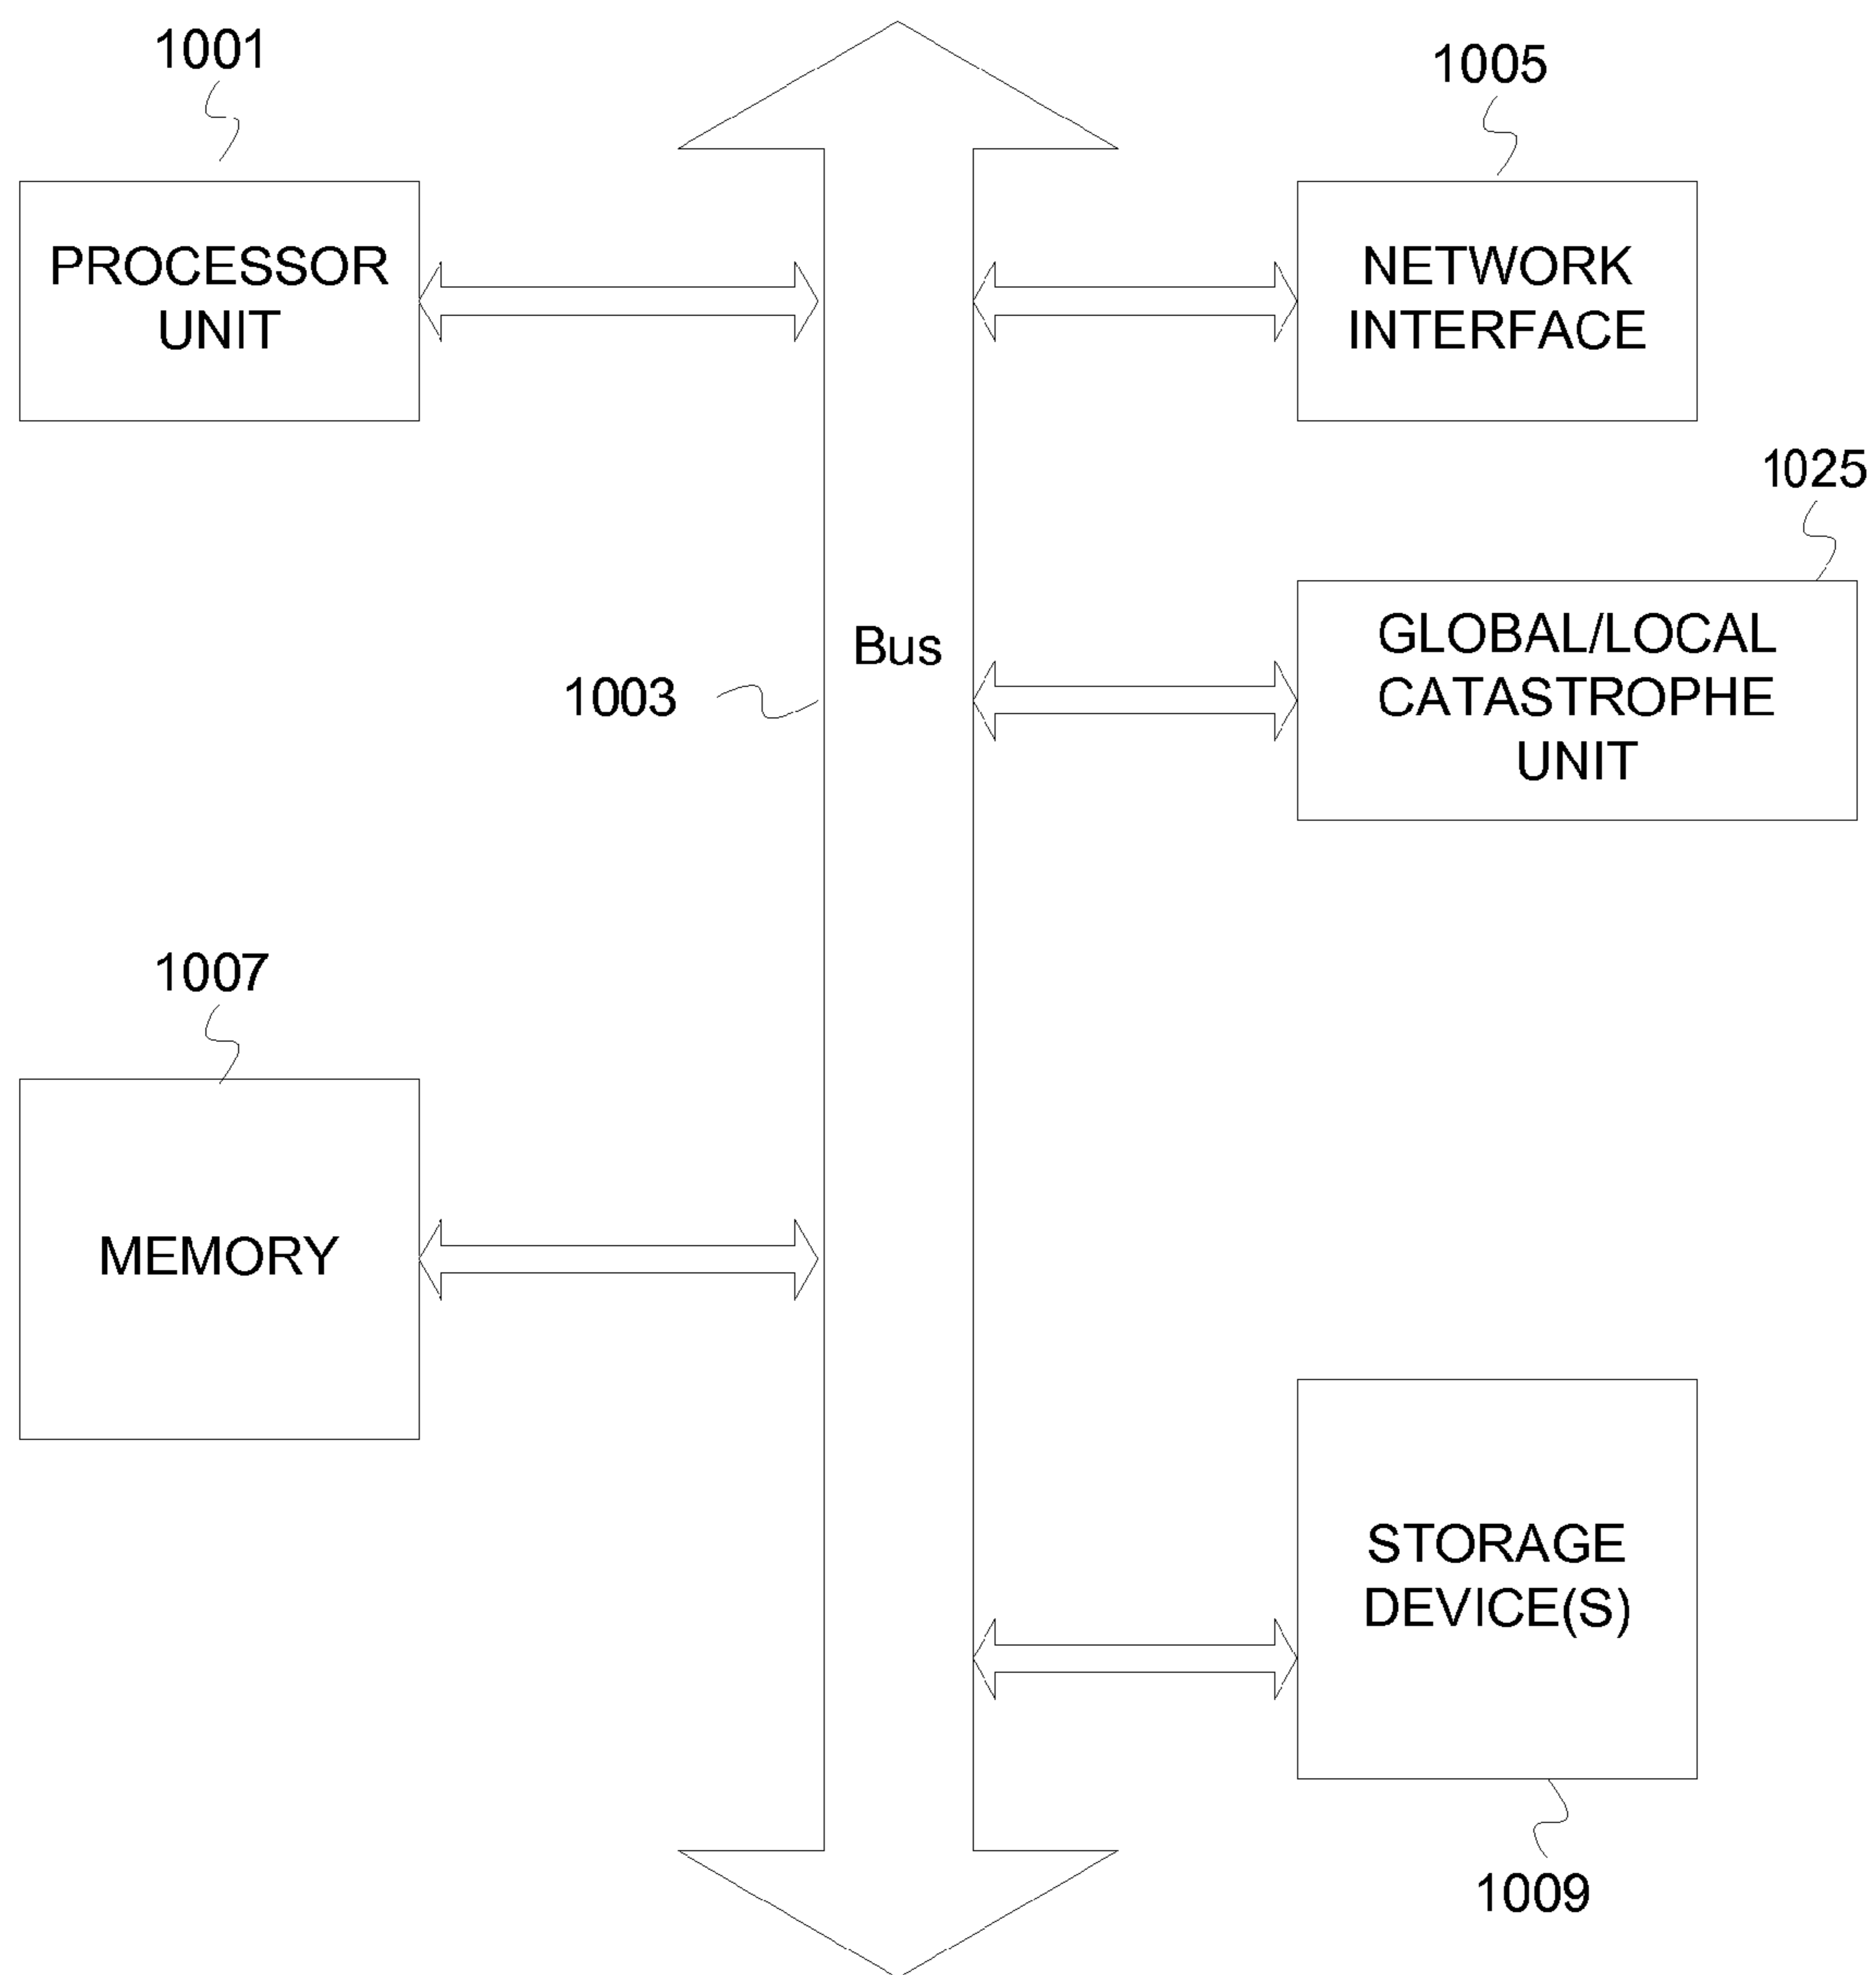 1001
1005
PROCESSOR
UNIT
NETWORK
INTERFACE
1025
Bus
1003
GLOBAL/LOCAL
CATASTROPHE
UNIT
1007
MEMORY
STORAGE
DEVICE(S)
1009